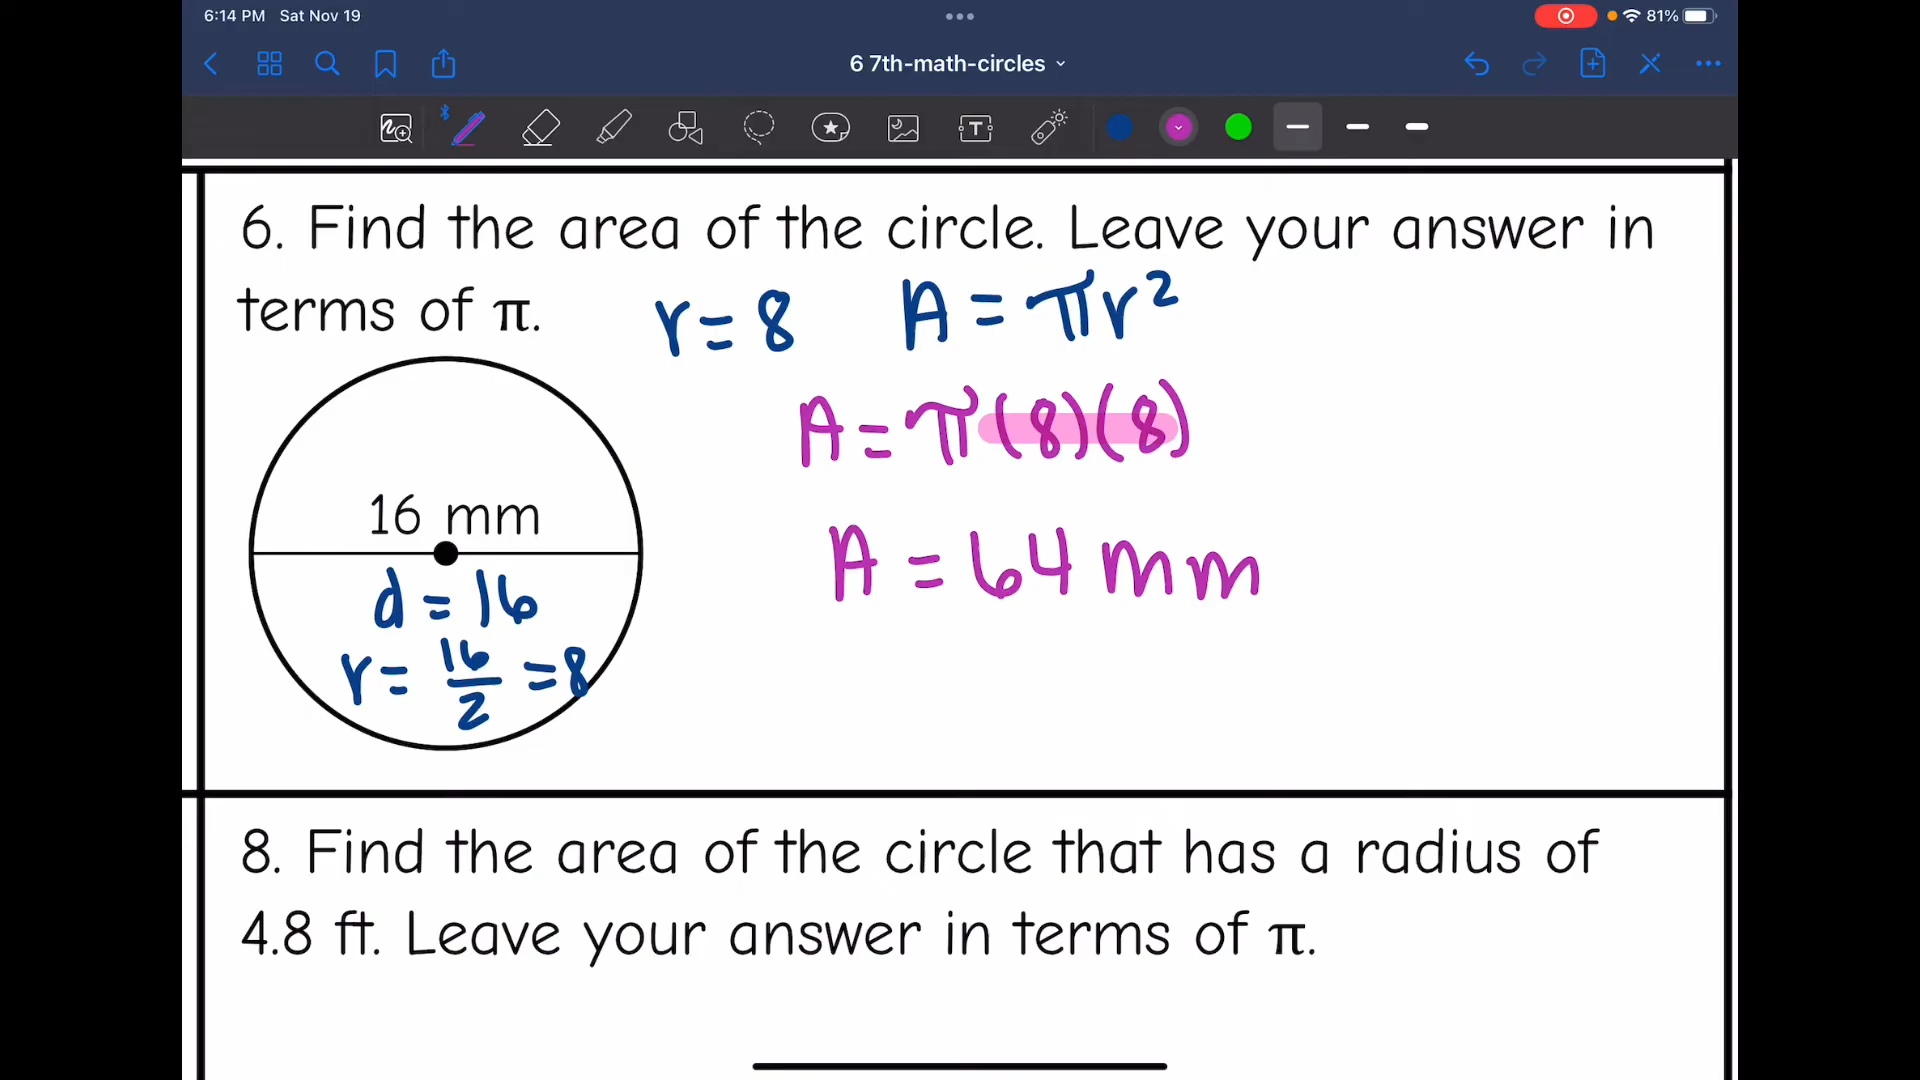 6:14 PM Sat Nov 19
81%
6 7th-math-circles
T
6. Find the area of the circle. Leave your answer in
terms of π.
r = 8
A = πr²
A = π(8)(8)
A = 64 mm
16 mm
d = 16
r = 16/2 = 8
8. Find the area of the circle that has a radius of
4.8 ft. Leave your answer in terms of π.